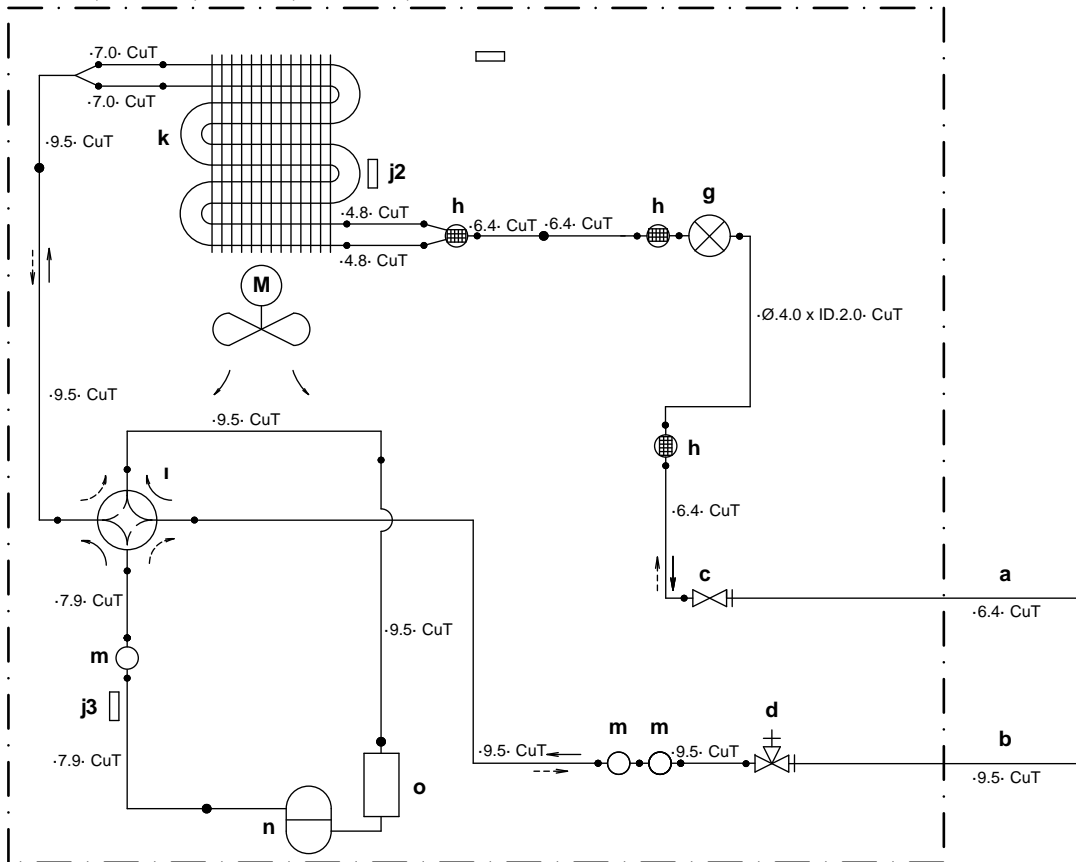 ·7.0· CuT
·7.0· CuT
k
·9.5· CuT
j2
·4.8· CuT
h
·6.4· CuT
·6.4· CuT
h
g
·4.8· CuT
M
·Ø.4.0 x ID.2.0· CuT
·9.5· CuT
·9.5· CuT
h
·6.4· CuT
c
a
·6.4· CuT
·7.9· CuT
·9.5· CuT
m
j3
·7.9· CuT
·9.5· CuT
m
m
·9.5· CuT
d
b
·9.5· CuT
o
n